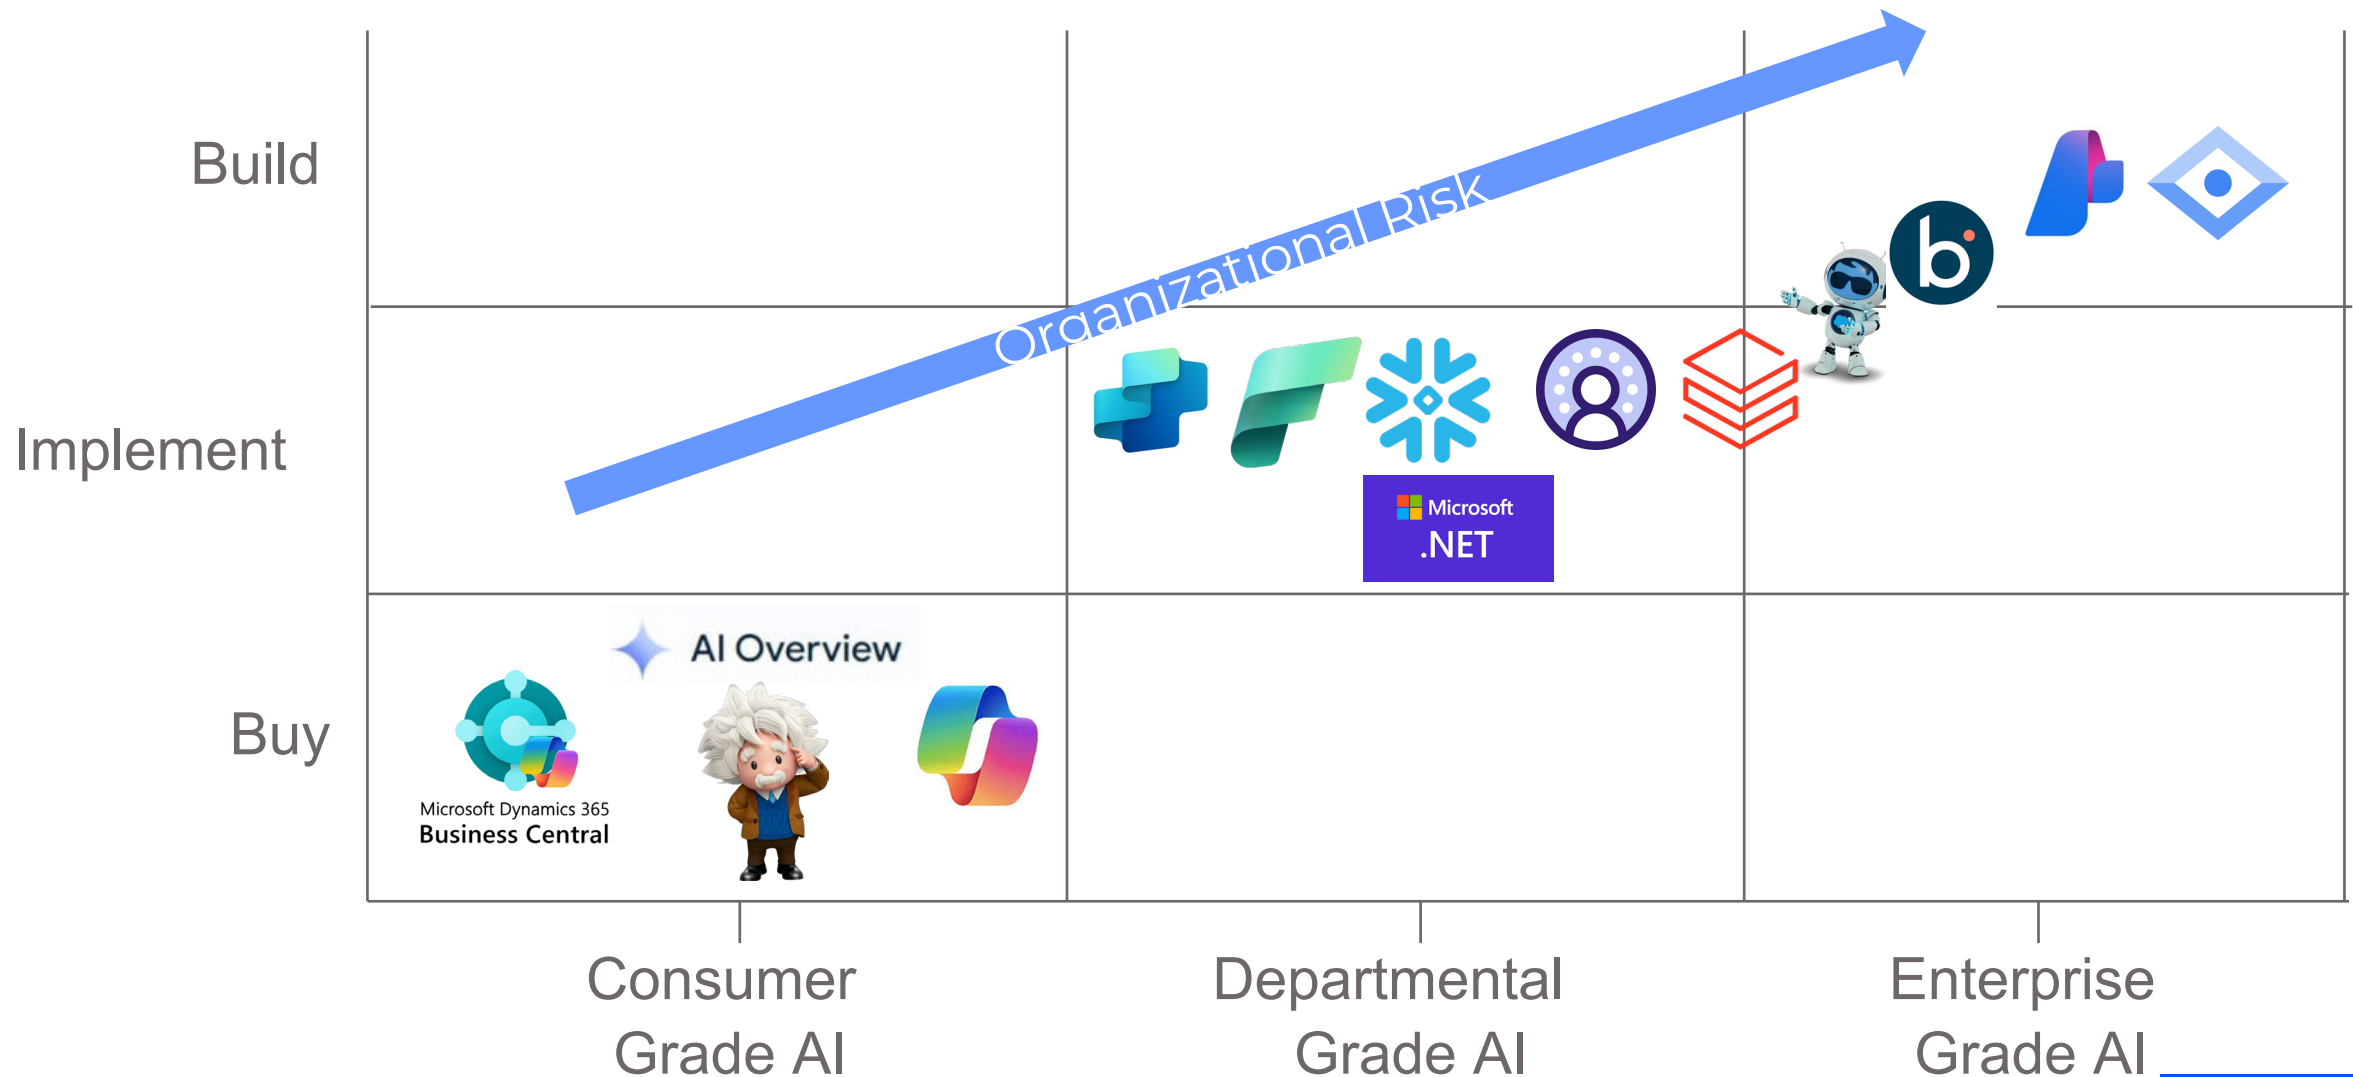 Build
Organizational Risk
b
Implement
Microsoft
.NET
AI Overview
Buy
Microsoft Dynamics 365
Business Central
Consumer
Grade AI
Departmental
Grade AI
Enterprise
Grade AI